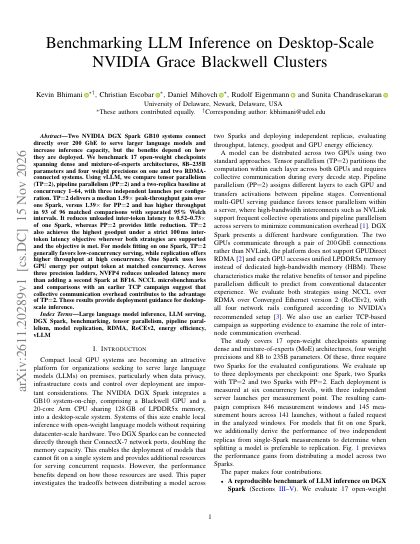 Benchmarking LLM Inference on Desktop-Scale
NVIDIA Grace Blackwell Clusters
Kevin Bhimani *†, Christian Escobar *, Daniel Mihovch *, Rudolf Eigenmann and Sunita Chandrasekaran
University of Delaware, Newark, Delaware, USA
*These authors contributed equally. †Corresponding author: kbhimani@udel.edu
arXiv:2611.20289v1 [cs.DC] 15 Nov 2026
Abstract—Two NVIDIA DGX Spark GB10 systems connect
directly over 200 GbE to serve larger language models and
increase inference capacity, but the benefits depend on how
they are deployed. We benchmark 17 open-weight checkpoints
spanning dense and mixture-of-experts architectures, 8B–235B
parameters and four weight precisions on one and two RDMA-
connected systems. Using vLLM, we compare tensor parallelism
(TP=2), pipeline parallelism (PP=2) and a two-replica baseline at
concurrency 1–64, with three independent launches per configu-
ration. TP=2 delivers a median 1.59× peak-throughput gain over
one Spark, versus 1.39× for PP=2 and has higher throughput
in 93 of 96 matched comparisons with separated 95% Welch
intervals. It reduces unloaded inter-token latency to 0.52–0.73×
of one Spark, whereas PP=2 provides little reduction. TP=2
also achieves the highest goodput under a strict 100 ms inter-
token latency objective wherever both strategies are supported
and the objective is met. For models fitting on one Spark, TP=2
generally favors low-concurrency serving, while replication offers
higher throughput at high concurrency. One Spark uses less
GPU energy per output token at matched concurrency. Across
three precision ladders, NVFP4 reduces unloaded latency more
than adding a second Spark at BF16. NCCL microbenchmarks
and comparisons with an earlier TCP campaign suggest that
collective communication overhead contributes to the advantage
of TP=2. These results provide deployment guidance for desktop-
scale inference.
Index Terms—Large language model inference, LLM serving,
DGX Spark, benchmarking, tensor parallelism, pipeline paralle-
lism, model replication, RDMA, RoCEv2, energy efficiency,
vLLM
I. INTRODUCTION
Compact local GPU systems are becoming an attractive
platform for organizations seeking to serve large language
models (LLMs) on premises, particularly when data privacy,
infrastructure costs and control over deployment are impor-
tant considerations. The NVIDIA DGX Spark integrates a
GB10 system-on-chip, comprising a Blackwell GPU and a
20-core Arm CPU sharing 128 GB of LPDDR5x memory,
into a desktop-scale system. Systems of this size enable local
inference with open-weight language models without requiring
datacenter-scale hardware. Two DGX Sparks can be connected
directly through their ConnectX-7 network ports, doubling the
memory capacity. This enables the deployment of models that
cannot fit on a single system and provides additional resources
for serving concurrent requests. However, the performance
benefits depend on how those resources are used. This paper
investigates the tradeoffs between distributing a model across
two Sparks and deploying independent replicas, evaluating
throughput, latency, goodput and GPU energy efficiency.
A model can be distributed across two GPUs using two
standard approaches. Tensor parallelism (TP=2) partitions the
computation within each layer across both GPUs and requires
collective communication during every decode step. Pipeline
parallelism (PP=2) assigns different layers to each GPU and
transfers activations between pipeline stages. Conventional
multi-GPU serving guidance favors tensor parallelism within
a server, where high-bandwidth interconnects such as NVLink
support frequent collective operations and pipeline parallelism
across servers to minimize communication overhead [1]. DGX
Spark presents a different hardware configuration. The two
GPUs communicate through a pair of 200 GbE connections
rather than NVLink, the platform does not support GPUDirect
RDMA [2] and each GPU accesses unified LPDDR5x memory
instead of dedicated high-bandwidth memory (HBM). These
characteristics make the relative benefits of tensor and pipeline
parallelism difficult to predict from conventional datacenter
experience. We evaluate both strategies using NCCL over
RDMA over Converged Ethernet version 2 (RoCEv2), with
all four network rails configured according to NVIDIA's
recommended setup [3]. We also use an earlier TCP-based
campaign as supporting evidence to examine the role of inter-
node communication overhead.
The study covers 17 open-weight checkpoints spanning
dense and mixture-of-experts (MoE) architectures, four weight
precisions and 8B to 235B parameters. Of these, three require
two Sparks for the evaluated configurations. We evaluate up to
three deployments per checkpoint: one Spark, two Sparks with
TP=2 and two Sparks with PP=2. Each deployment is
measured at six concurrency levels, with three independent
server launches per measurement point. The resulting cam-
paign comprises 846 measurement windows and 145 mea-
surement hours across 141 launches, without a failed request
in the analyzed windows. For models that fit on one Spark,
we additionally derive the performance of two independent
replicas from single-Spark measurements to determine when
splitting a model is preferable to replication. Fig. 1 previews
the performance gains from distributing a model across two
Sparks.
The paper makes four contributions.
• A reproducible benchmark of LLM inference on DGX
Spark (Sections III–V). We evaluate 17 open-weight
1